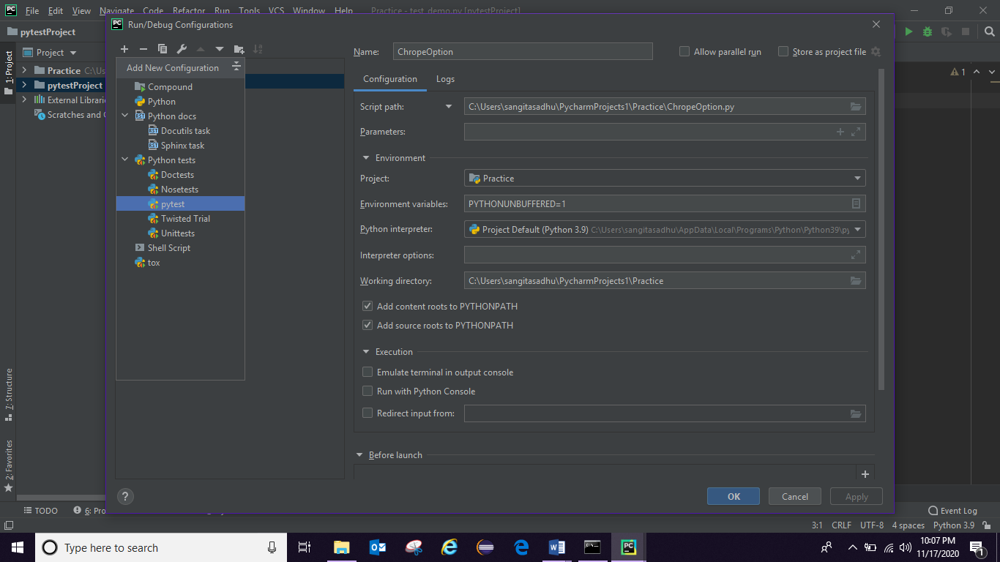 File Edit View Navigate Code Refactor Run Tools VCS Window Help Practice - test_demo.py [pytestProject]
PC Run/Debug Configurations
pytestProject
Project
1: Project
Practice C:\Us
pytestProject
External Librari
Scratches and C
Add New Configuration
Compound
Python
Python docs
Docutils task
Sphinx task
Python tests
Doctests
Nosetests
pytest
Twisted Trial
Unittests
Shell Script
tox
Name: ChropeOption Allow parallel run Store as project file
Configuration Logs
Script path: C:\Users\sangitasadhu\PycharmProjects1\Practice\ChropeOption.py
Parameters:
Environment
Project: Practice
Environment variables: PYTHONUNBUFFERED=1
Python interpreter: Project Default (Python 3.9) C:\Users\sangitasadhu\AppData\Local\Programs\Python\Python39\py
Interpreter options:
Working directory: C:\Users\sangitasadhu\PycharmProjects1\Practice
Add content roots to PYTHONPATH
Add source roots to PYTHONPATH
Execution
Emulate terminal in output console
Run with Python Console
Redirect input from:
Before launch
? OK Cancel Apply
1
7: Structure
2: Favorites
TODO 6: Pro Event Log
3:1 CRLF UTF-8 4 spaces Python 3.9
Type here to search
10:07 PM
11/17/2020
1